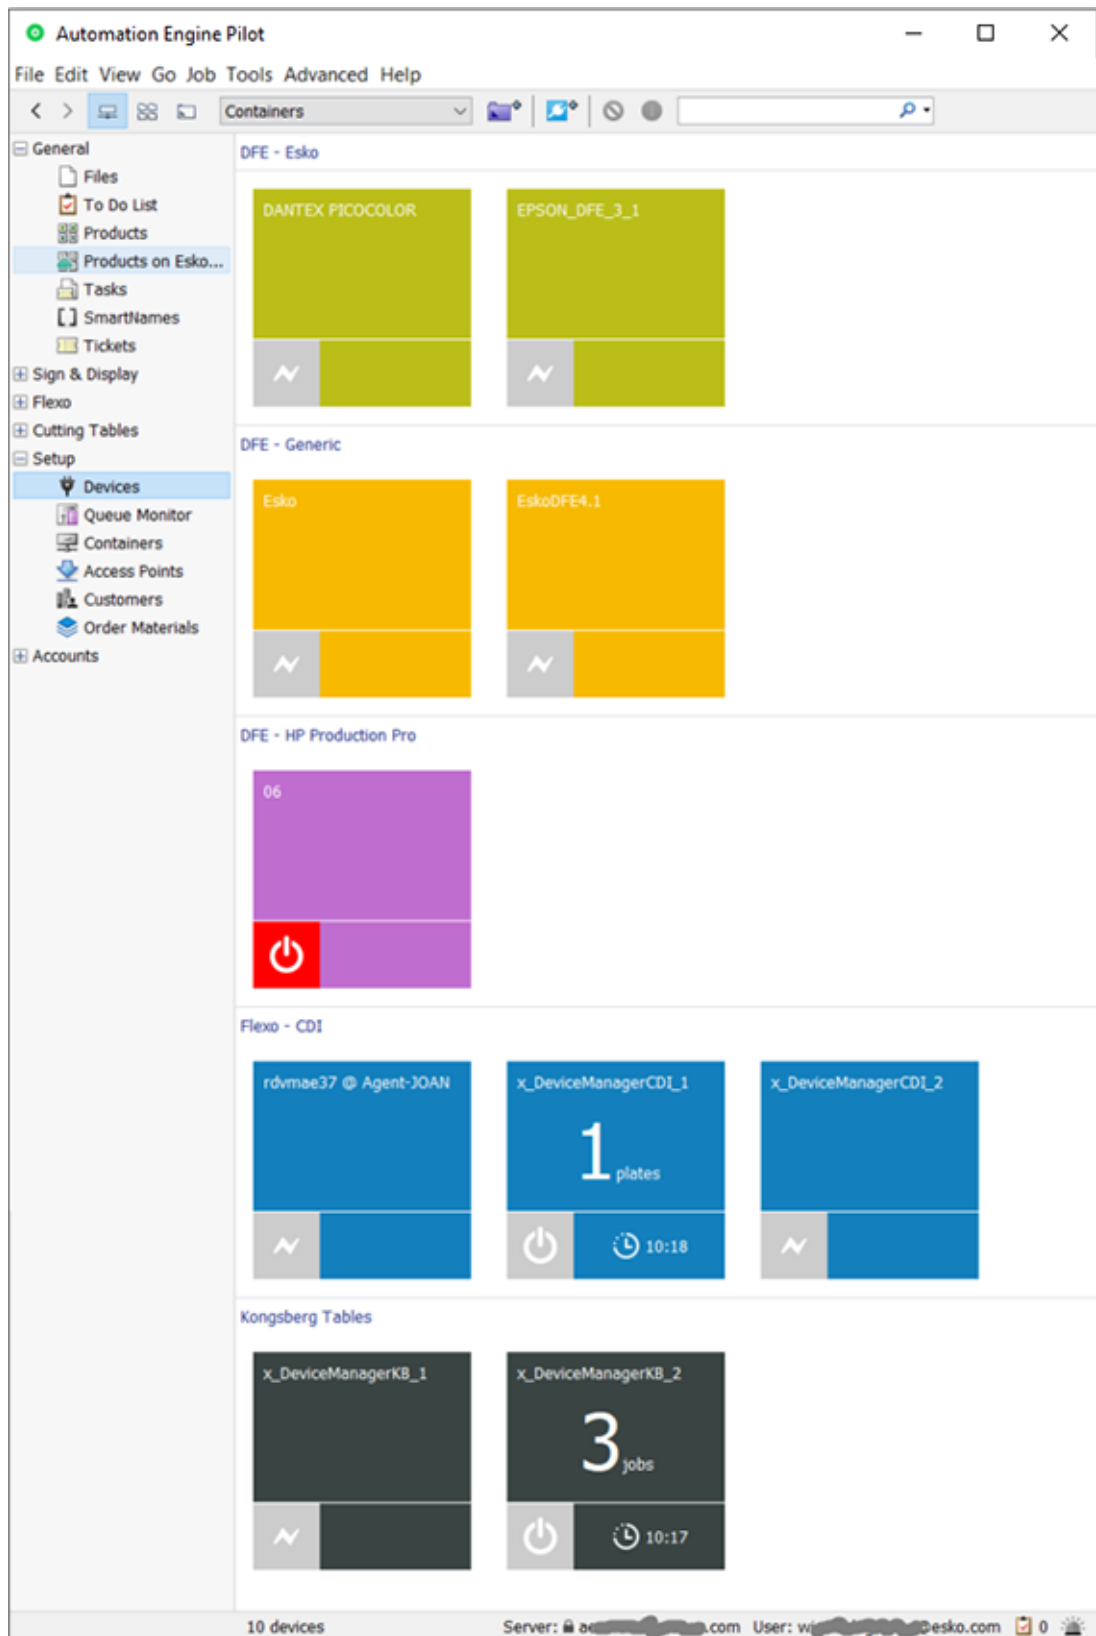 Automation Engine Pilot
File Edit View Go Job Tools Advanced Help
Containers
General
Files
To Do List
Products
Products on Esko...
Tasks
SmartNames
Tickets
Sign & Display
Flexo
Cutting Tables
Setup
Devices
Queue Monitor
Containers
Access Points
Customers
Order Materials
Accounts
DFE - Esko
DANTEX PICOCOLOR
EPSON_DFE_3_1
DFE - Generic
Esko
EskoDFE4.1
DFE - HP Production Pro
06
Flexo - CDI
rdvmae37 @ Agent-JOAN
x_DeviceManagerCDI_1
1 plates
10:18
x_DeviceManagerCDI_2
Kongsberg Tables
x_DeviceManagerKB_1
x_DeviceManagerKB_2
3 jobs
10:17
10 devices Server: .com User: esko.com 0